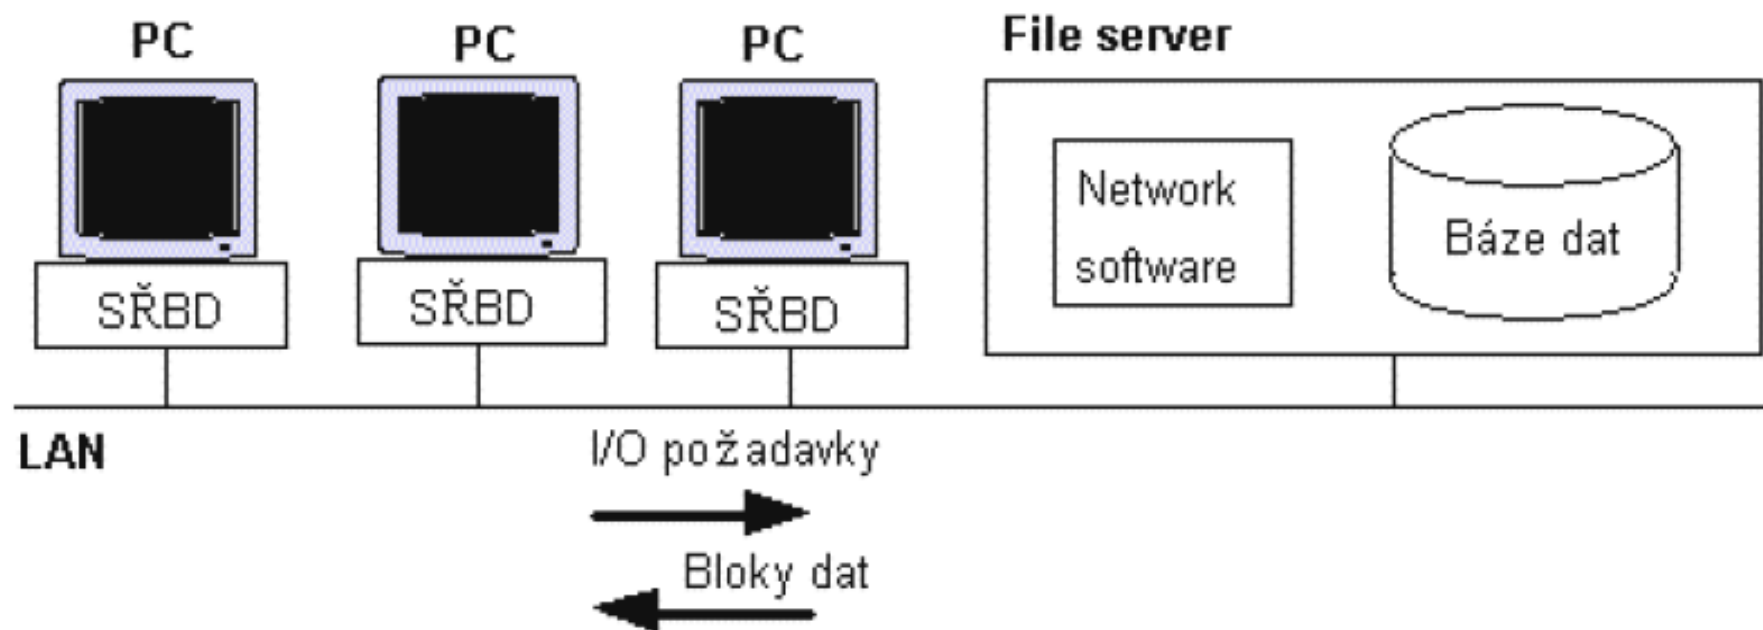 PC
PC
PC
File server
Network
software
Báze dat
SŘBD
SŘBD
SŘBD
LAN
I/O požadavky
Bloky dat